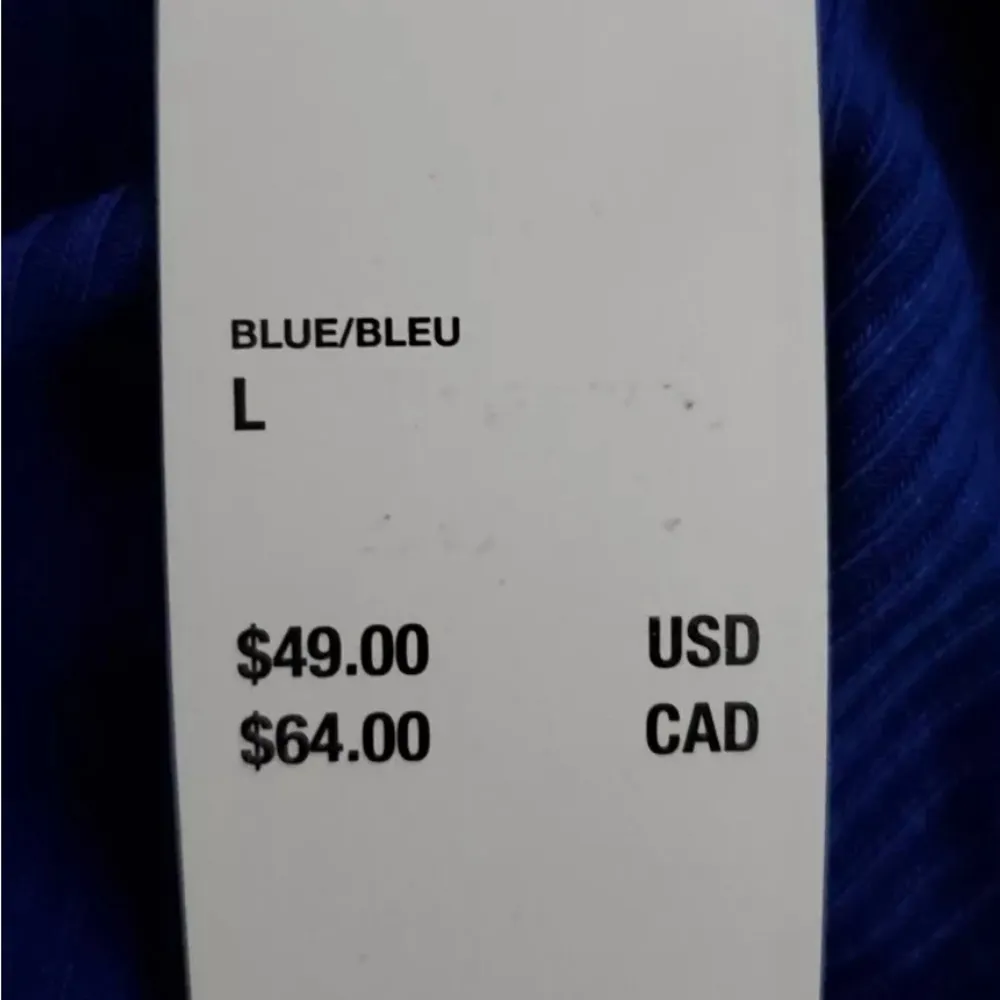 BLUE/BLEU
L
$49.00 USD
$64.00 CAD